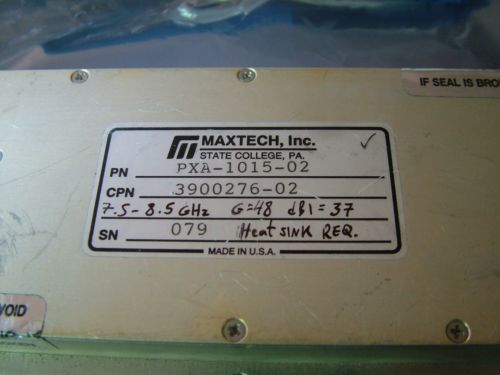 IF SEAL IS BRO
MAXTECH, Inc.
STATE COLLEGE, PA.
PN PXA-1015-02
CPN 3900276-02
7.5-8.5 GHz G=48 dB1=37
SN 079 Heat SINK REQ.
MADE IN U.S.A.
VOID